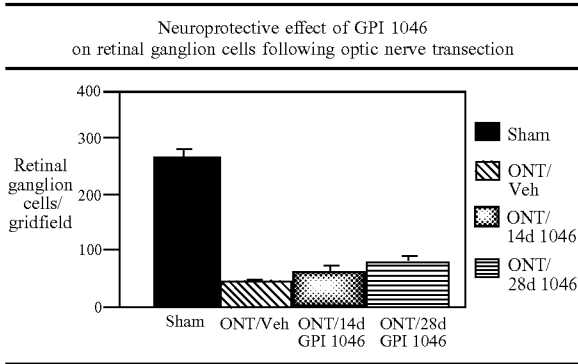 Neuroprotective effect of GPI 1046
on retinal ganglion cells following optic nerve transection
400
300
200
100
0
Retinal
ganglion
cells/
gridfield
Sham
ONT/Veh
ONT/14d
GPI 1046
ONT/28d
GPI 1046
Sham
ONT/
Veh
ONT/
14d 1046
ONT/
28d 1046